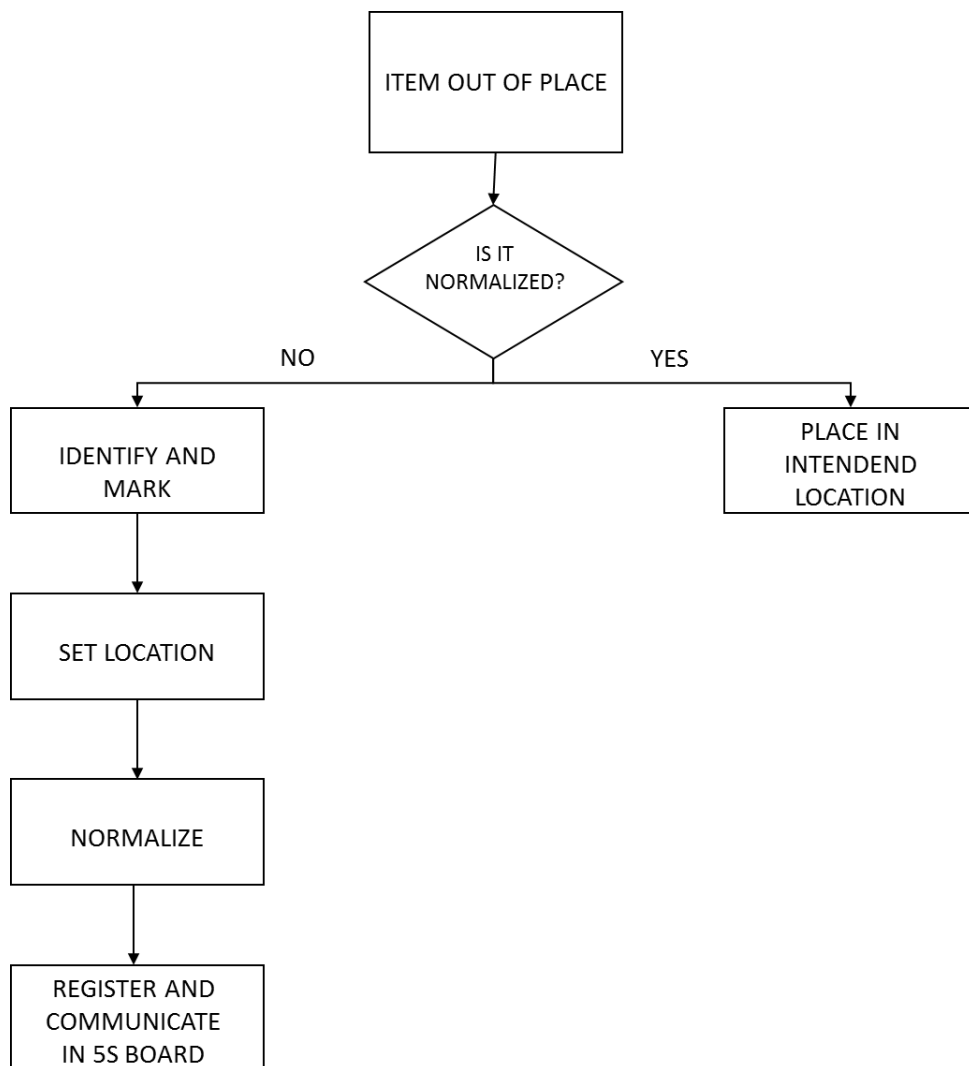 ITEM OUT OF PLACE
IS IT
NORMALIZED?
NO
YES
IDENTIFY AND
MARK
PLACE IN
INTENDEND
LOCATION
SET LOCATION
NORMALIZE
REGISTER AND
COMMUNICATE
IN 5S BOARD